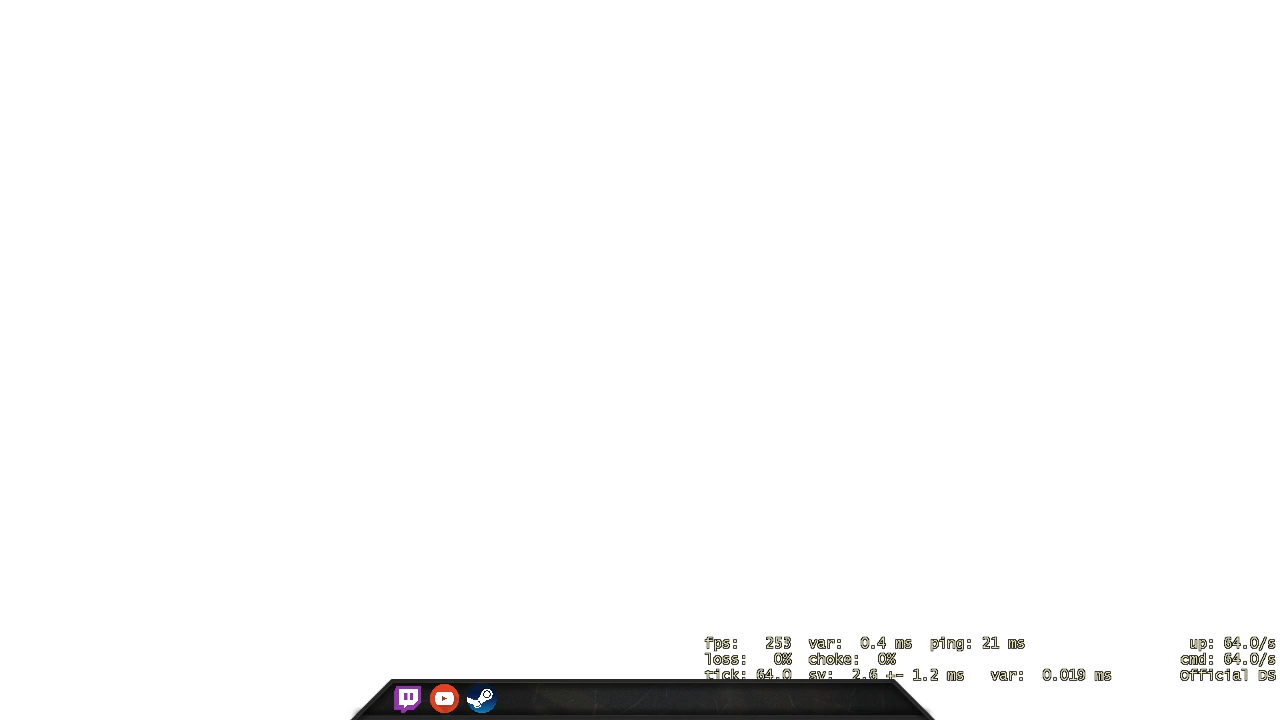 fps: 253 var: 0.4 ms ping: 21 ms up: 64.0/s
loss: 0% choke: 0% cmd: 64.0/s
tick: 64.0 sv: 2.6 +- 1.2 ms var: 0.019 ms Official DS